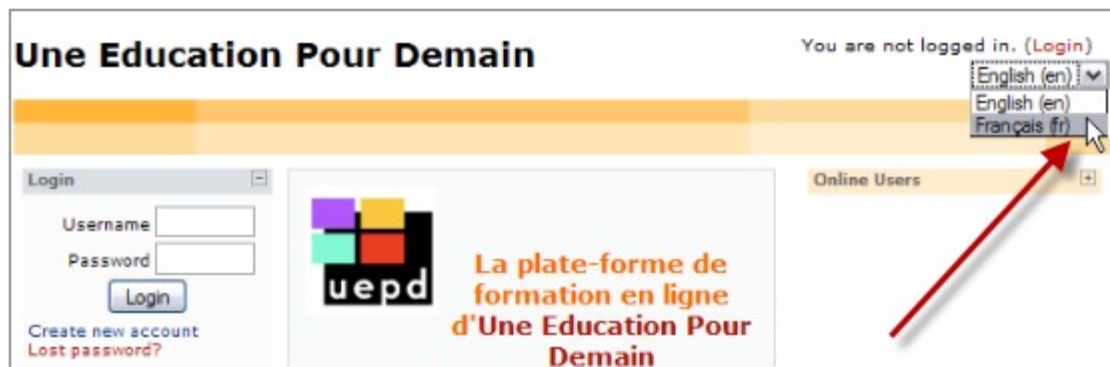 Une Education Pour Demain
You are not logged in. (Login)
English (en)
English (en)
Français (fr)
Login
Username
Password
Login
Create new account
Lost password?
uepd
La plate-forme de
formation en ligne
d'Une Education Pour
Demain
Online Users